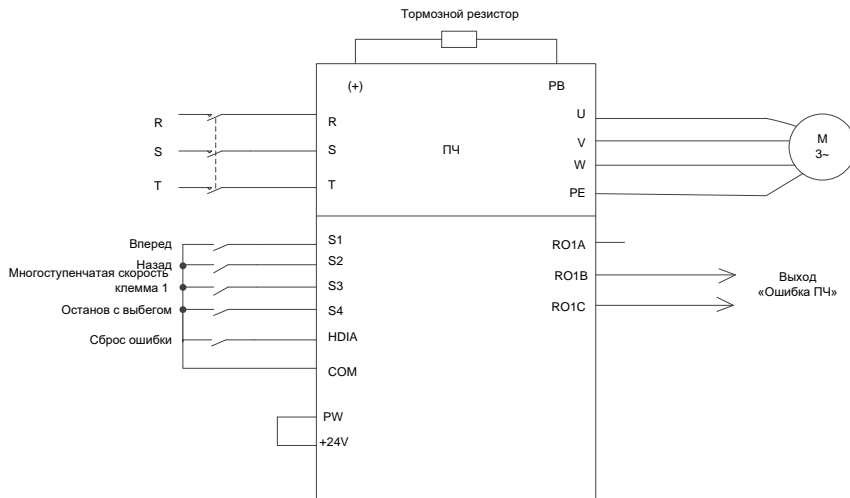 Тормозной резистор
(+)
PB
R
R
U
S
S
ПЧ
V
M
3~
T
T
W
PE
Вперед
S1
RO1A
Назад
S2
Многоступенчатая скорость
клемма 1
S3
RO1B
Выход
«Ошибка ПЧ»
Останов с выбегом
S4
RO1C
Сброс ошибки
HDIA
COM
PW
+24V